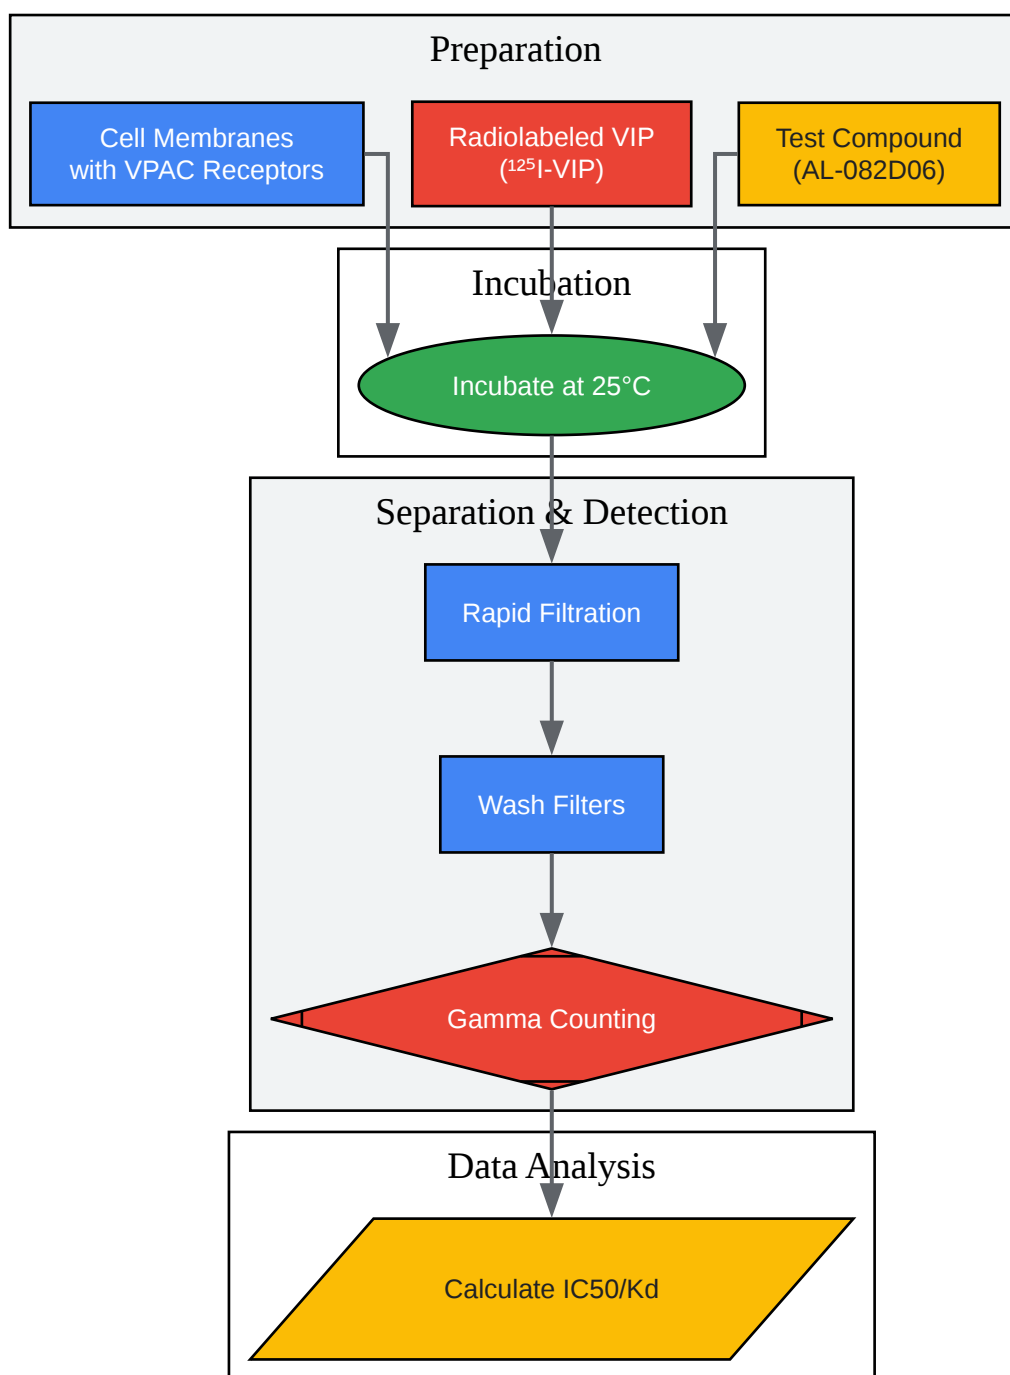 Preparation
Cell Membranes
with VPAC Receptors
Radiolabeled VIP
(¹²⁵I-VIP)
Test Compound
(AL-082D06)
Incubation
Incubate at 25°C
Separation & Detection
Rapid Filtration
Wash Filters
Gamma Counting
Data Analysis
Calculate IC50/Kd